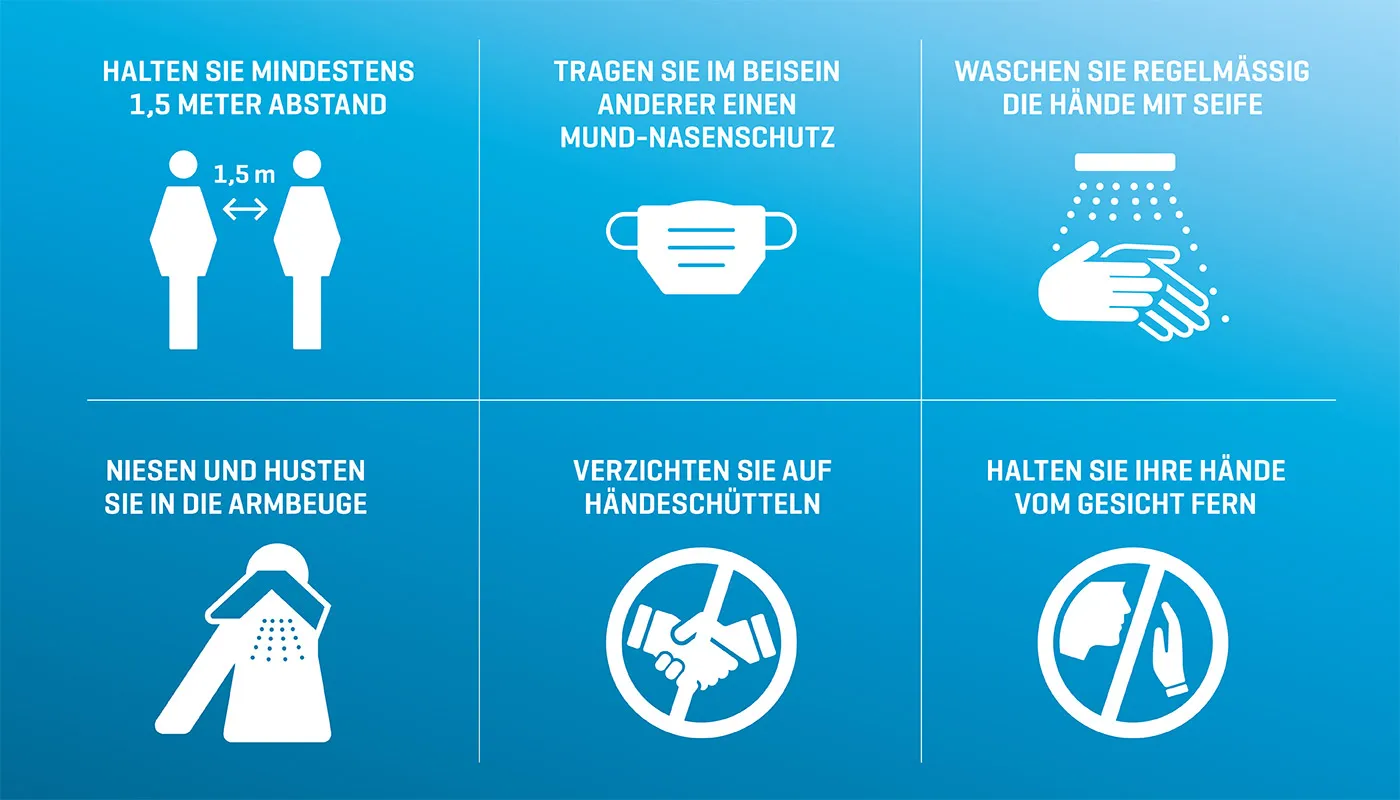 HALTEN SIE MINDESTENS
1,5 METER ABSTAND
1,5 m
TRAGEN SIE IM BEISEIN
ANDERER EINEN
MUND-NASENSCHUTZ
WASCHEN SIE REGELMÄSSIG
DIE HÄNDE MIT SEIFE
NIESEN UND HUSTEN
SIE IN DIE ARMBEUGE
VERZICHTEN SIE AUF
HÄNDESCHÜTTELN
HALTEN SIE IHRE HÄNDE
VOM GESICHT FERN